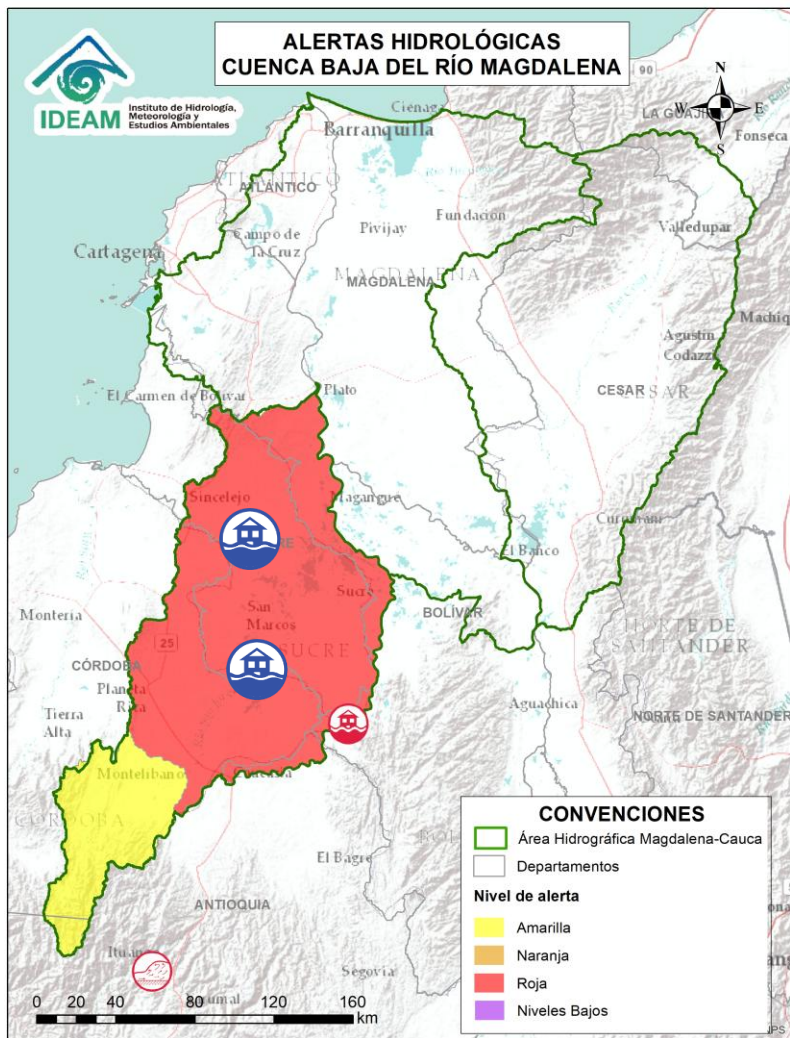 ALERTAS HIDROLÓGICAS
CUENCA BAJA DEL RÍO MAGDALENA
IDEAM
Instituto de Hidrología,
Meteorología y
Estudios Ambientales
N
W
E
S
90
LA GUAJIRA
Ciénaga
Fonseca
Barranquilla
ATLÁNTICO
Fundación
Pivijay
Valledupar
Campo de
la Cruz
Cartagena
MAGDALENA
MAGDALENA
Agustín
Codazzi
Machiq
CESAR
CESAR
El Carmen de Bolívar
Plato
Sincelejo
Magangue
Curumaní
El Banco
Sucre
San
Marcos
BOLÍVAR
Montería
NORTE DE
SANTANDER
SUCRE
25
CÓRDOBA
Planeta
Rica
Aguachica
Tierra
Alta
NORTE DE SANTANDER
Montelíbano
CÓRDOBA
El Bagre
ANTIOQUIA
Ituango
Segovia
0 20 40 80 120 160
km
CONVENCIONES
Área Hidrográfica Magdalena-Cauca
Departamentos
Nivel de alerta
Amarilla
Naranja
Roja
Niveles Bajos